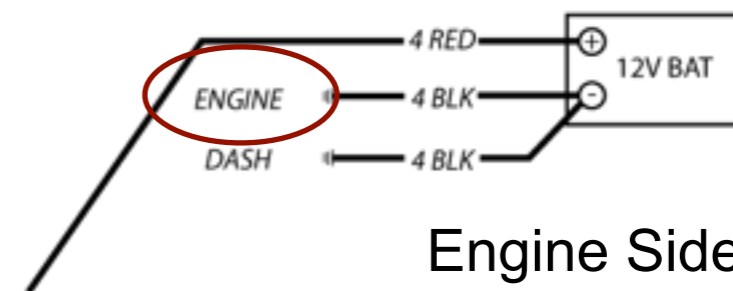 4 RED
+
12V BAT
ENGINE
4 BLK
-
DASH
4 BLK
Engine Side